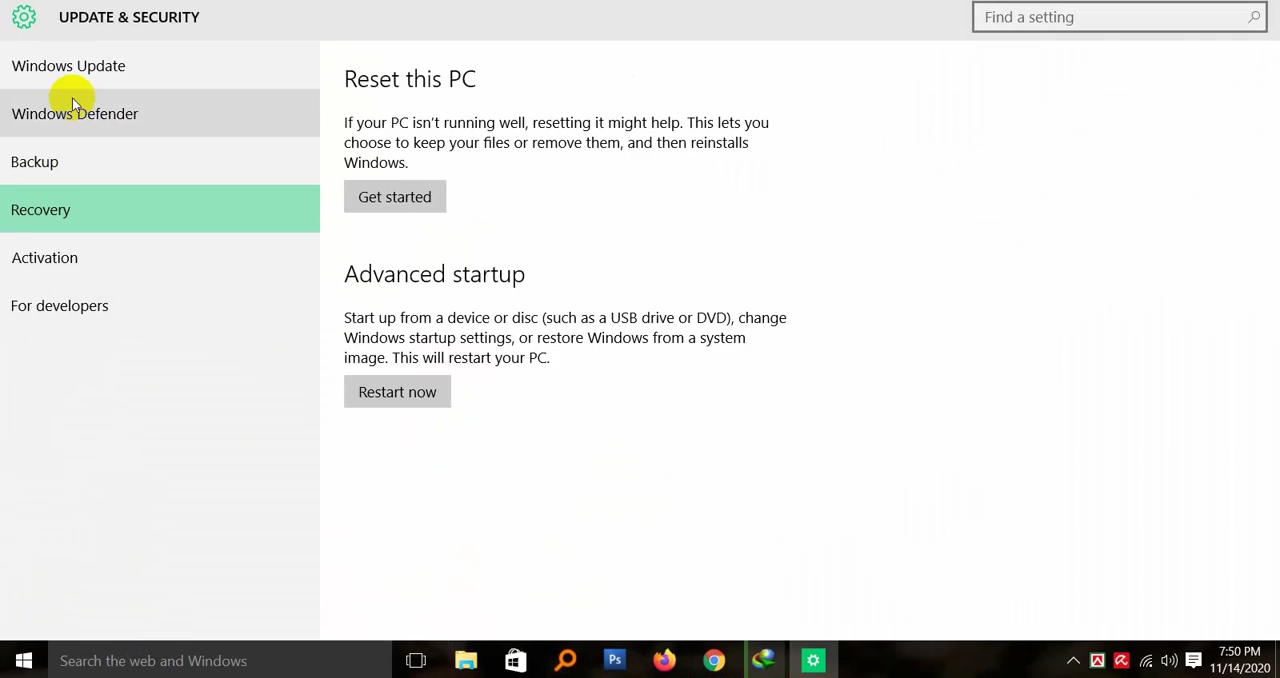 UPDATE & SECURITY
Find a setting
Windows Update
Windows Defender
Backup
Recovery
Activation
For developers
Reset this PC
If your PC isn't running well, resetting it might help. This lets you
choose to keep your files or remove them, and then reinstalls
Windows.
Get started
Advanced startup
Start up from a device or disc (such as a USB drive or DVD), change
Windows startup settings, or restore Windows from a system
image. This will restart your PC.
Restart now
Search the web and Windows
Ps
7:50 PM
11/14/2020